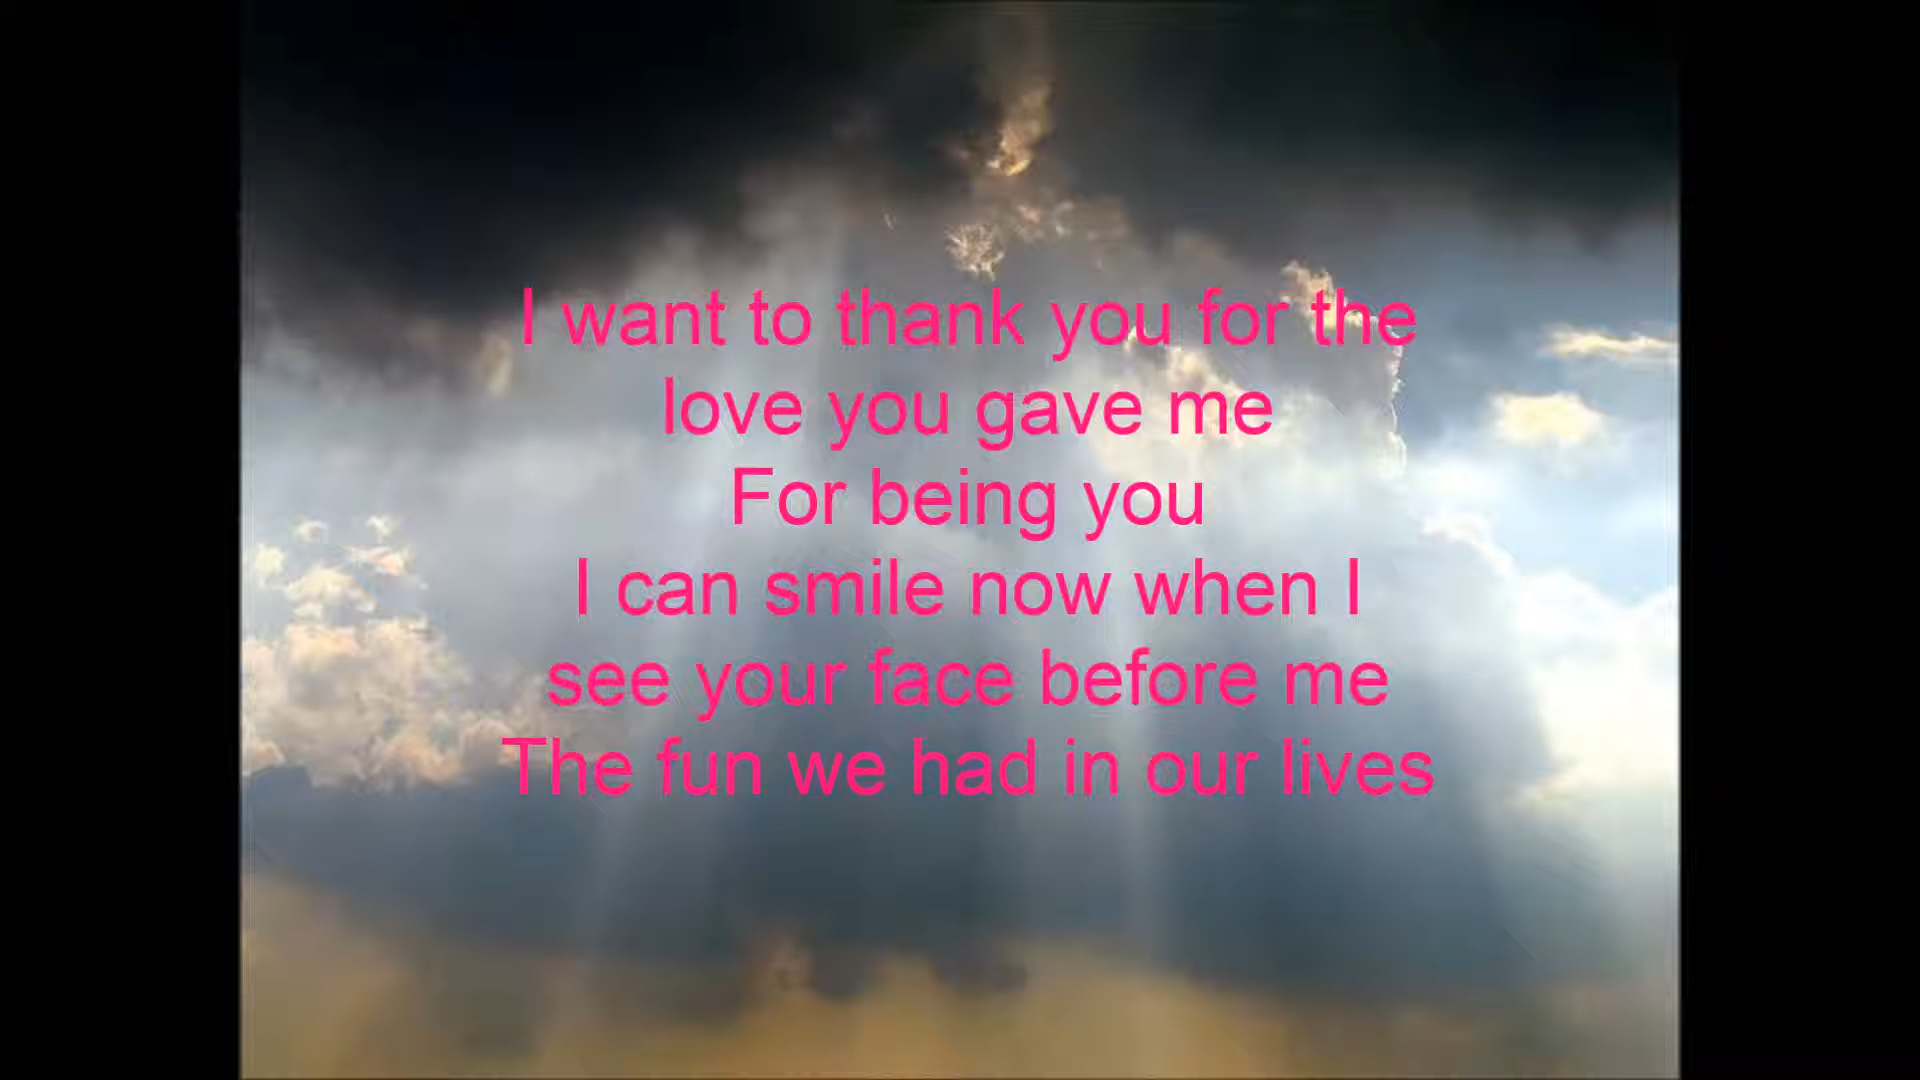 I want to thank you for the
love you gave me
For being you
I can smile now when I
see your face before me
The fun we had in our lives